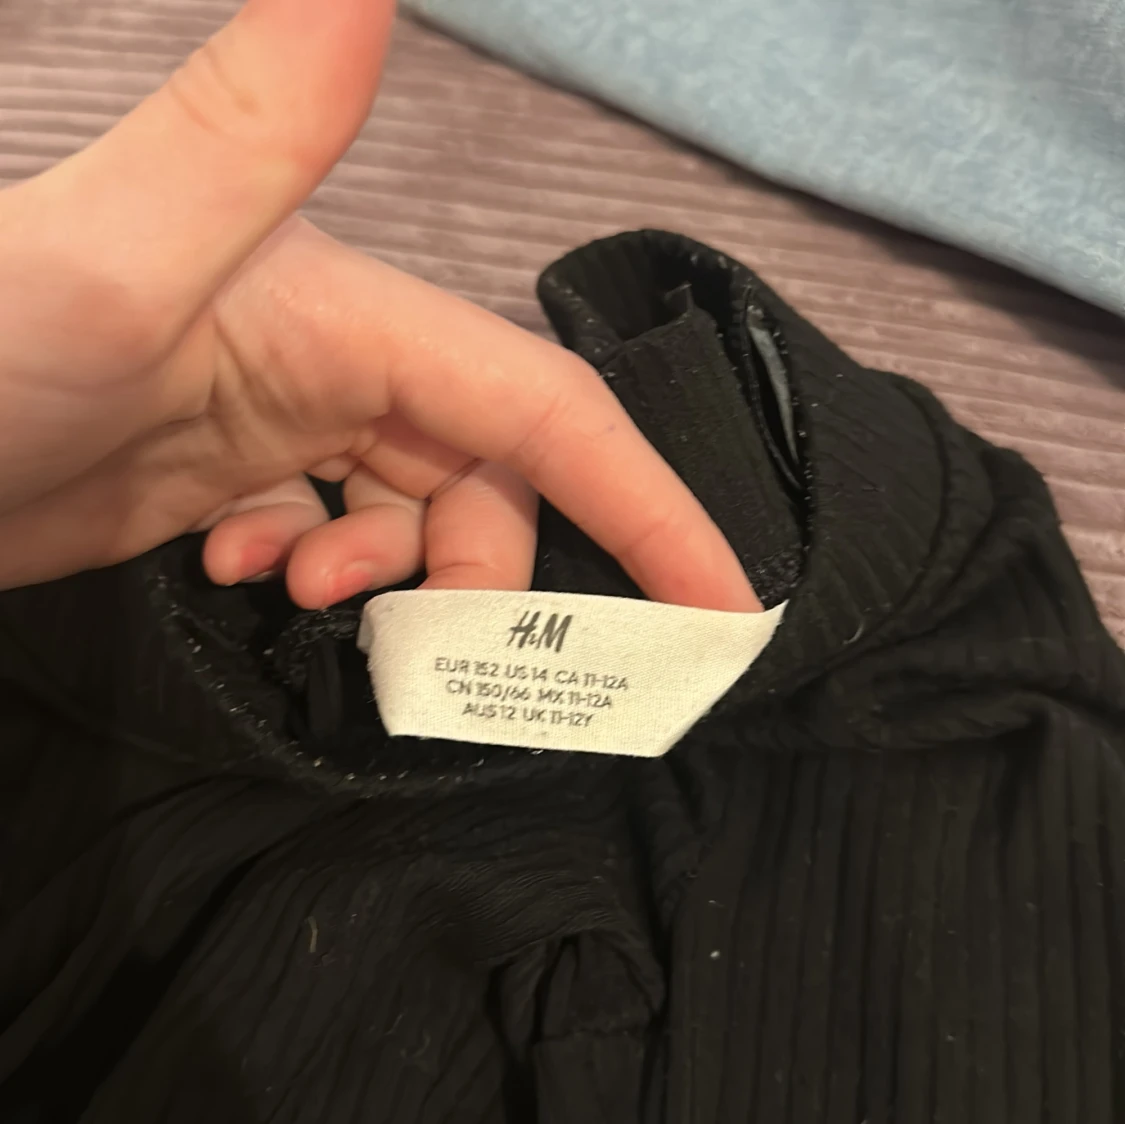 H&M
EUR 152 US 14 CA 11-12A
CN 150/66 MX 11-12A
AUS 12 UK 11-12Y